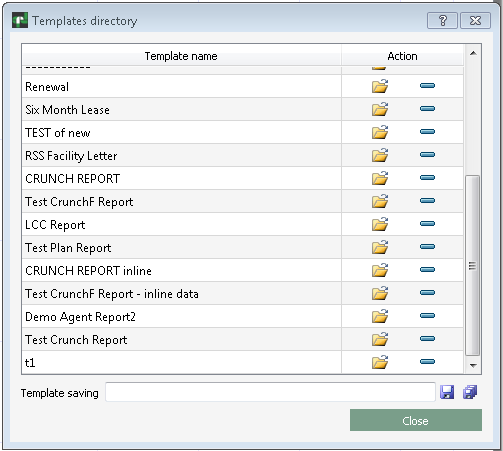 Templates directory
Template name Action
Renewal
Six Month Lease
TEST of new
RSS Facility Letter
CRUNCH REPORT
Test CrunchF Report
LCC Report
Test Plan Report
CRUNCH REPORT inline
Test CrunchF Report - inline data
Demo Agent Report2
Test Crunch Report
t1
Template saving
Close